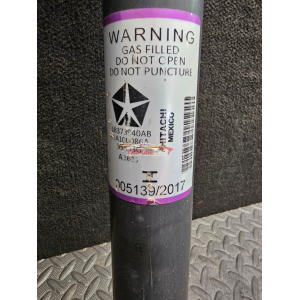 WARNING
GAS FILLED
DO NOT OPEN
DO NOT PUNCTURE
HITACHI
MEXICO
H
005139/2017